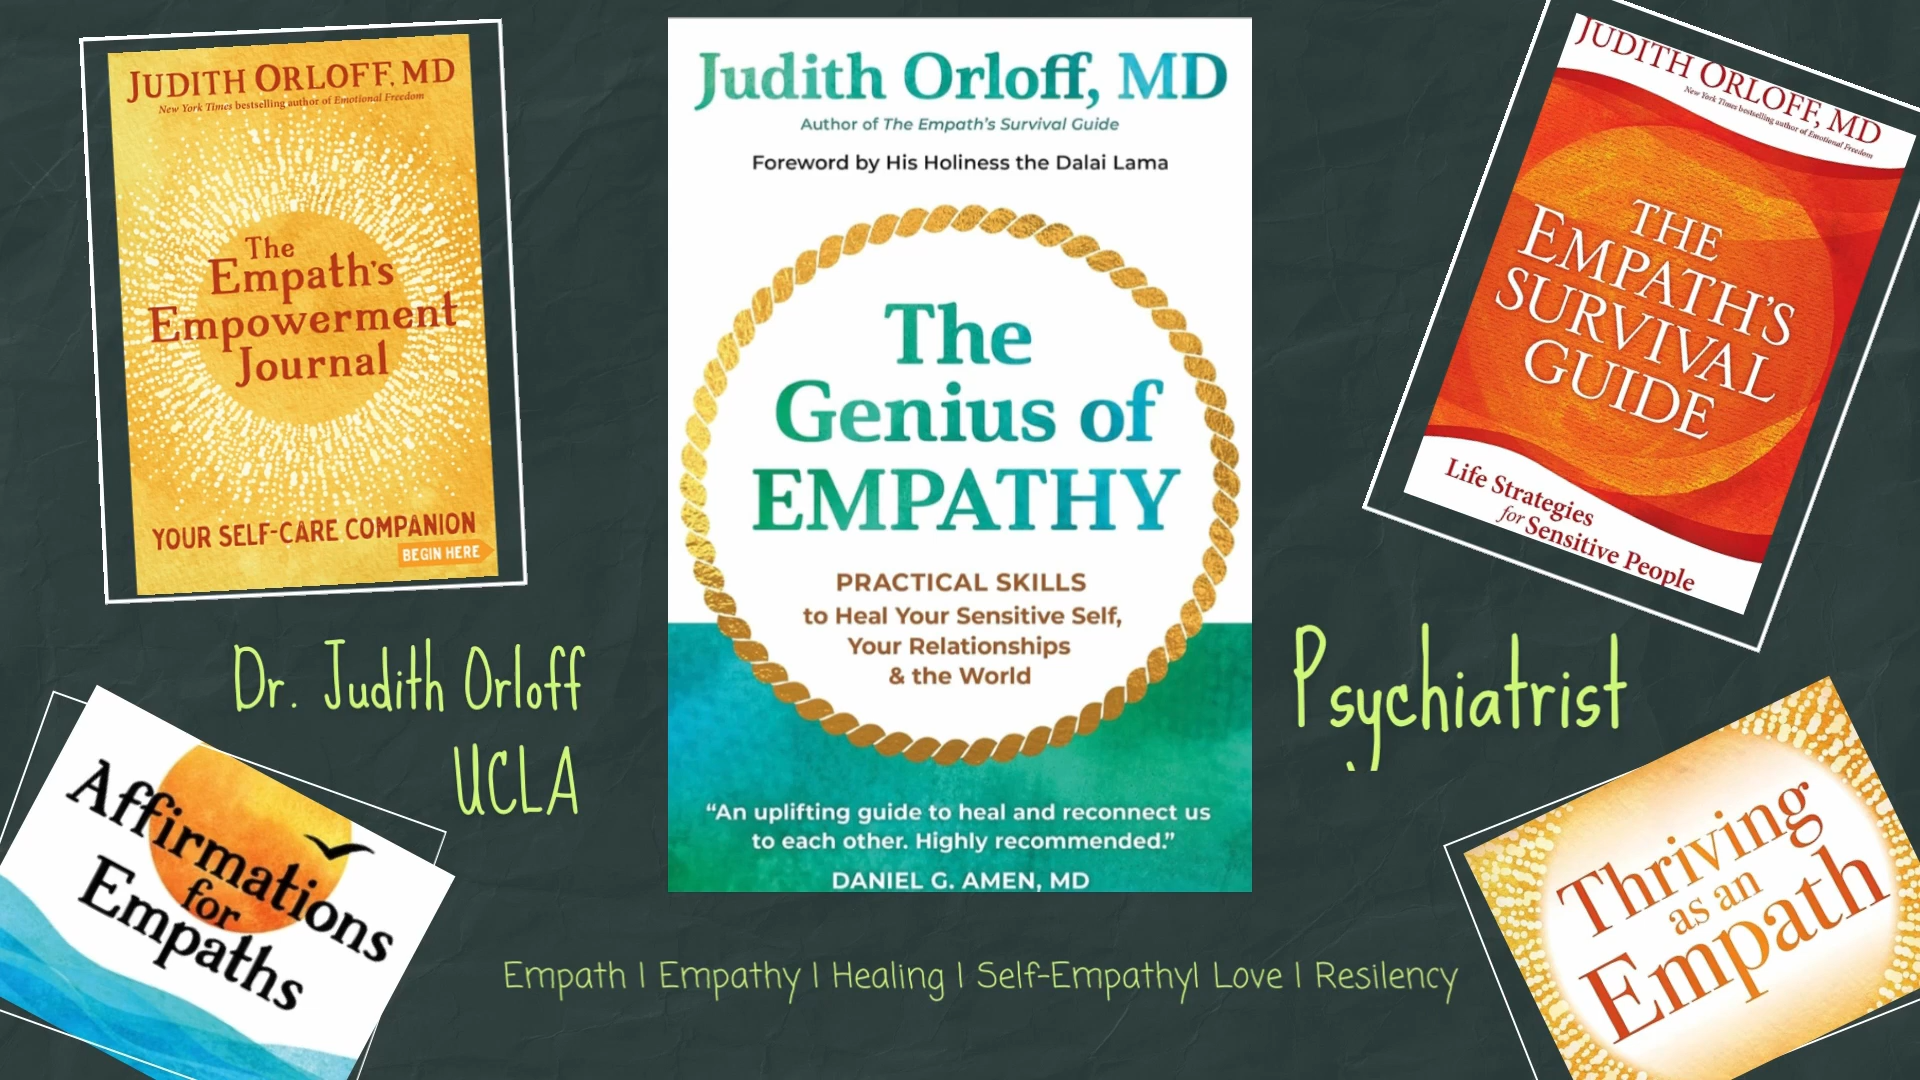 JUDITH ORLOFF, MD
New York Times bestselling author of Emotional Freedom
The
Empath's
Empowerment
Journal
YOUR SELF-CARE COMPANION
BEGIN HERE
Judith Orloff, MD
Author of The Empath's Survival Guide
Foreword by His Holiness the Dalai Lama
The
Genius of
EMPATHY
PRACTICAL SKILLS
to Heal Your Sensitive Self,
Your Relationships
& the World
“An uplifting guide to heal and reconnect us
to each other. Highly recommended.”
DANIEL G. AMEN, MD
JUDITH ORLOFF, MD
New York Times bestselling author of Emotional Freedom
THE
EMPATH'S
SURVIVAL
GUIDE
Life Strategies
for Sensitive People
Dr. Judith Orloff
UCLA
Psychiatrist
Affirmations
for
Empaths
Thriving
as an
Empath
Empath | Empathy | Healing | Self-Empathy| Love | Resilency